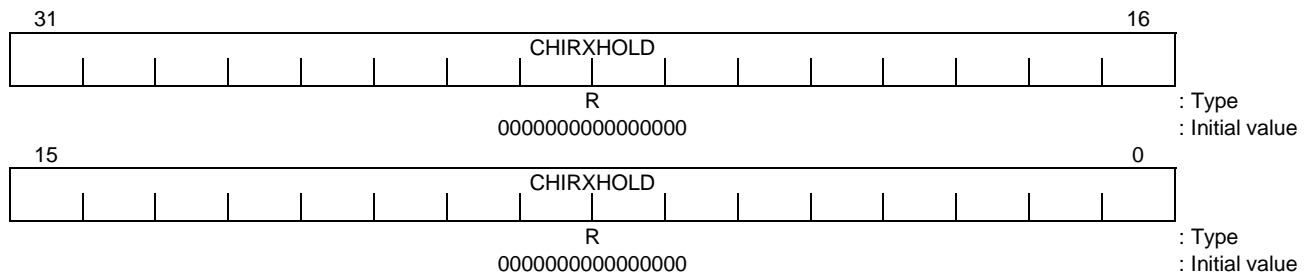 31 16
CHIRXHOLD
R : Type
0000000000000000 : Initial value
15 0
CHIRXHOLD
R : Type
0000000000000000 : Initial value